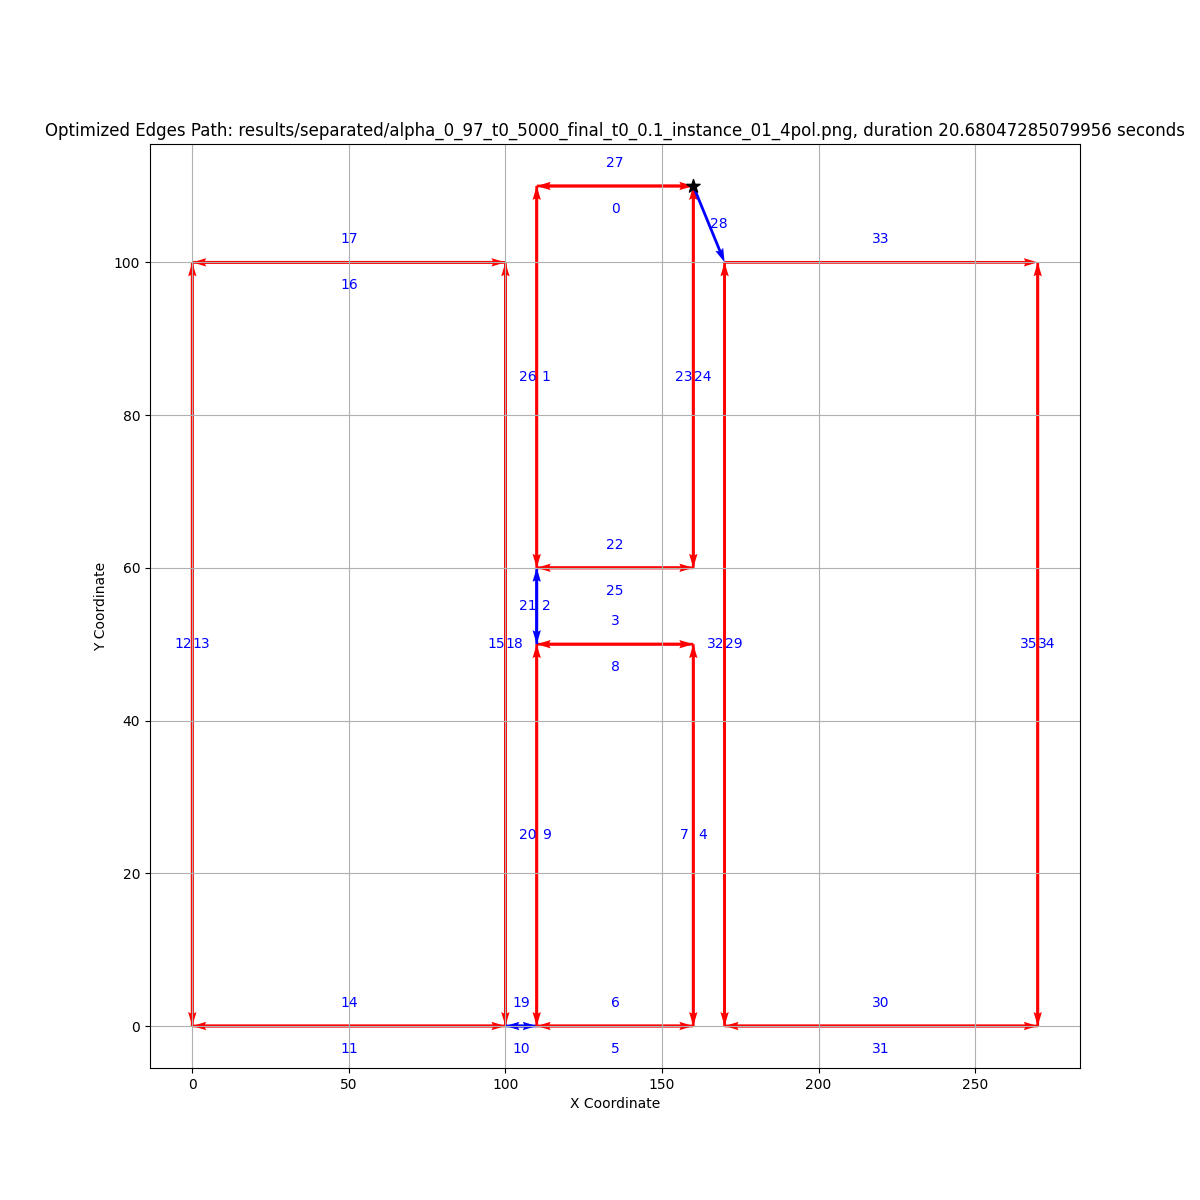 Optimized Edges Path: results/separated/alpha_0_97_t0_5000_final_t0_0.1_instance_01_4pol.png, duration 20.68047285079956 seconds
27
0
28
17
33
100
16
26 1 23 24
80
22
60
25
21 2
3
Y Coordinate
12 13 15 18 32 29 35 34
8
40
20 9 7 4
20
14 19 6 30
0
11 10 5 31
0 50 100 150 200 250
X Coordinate